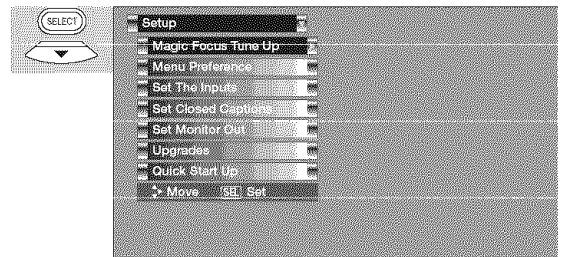 SELECT
Setup
Magic Focus Tune Up
Menu Preference
Set The Inputs
Set Closed Captions
Set Monitor Out
Upgrades
Quick Start Up
Move SEL Set